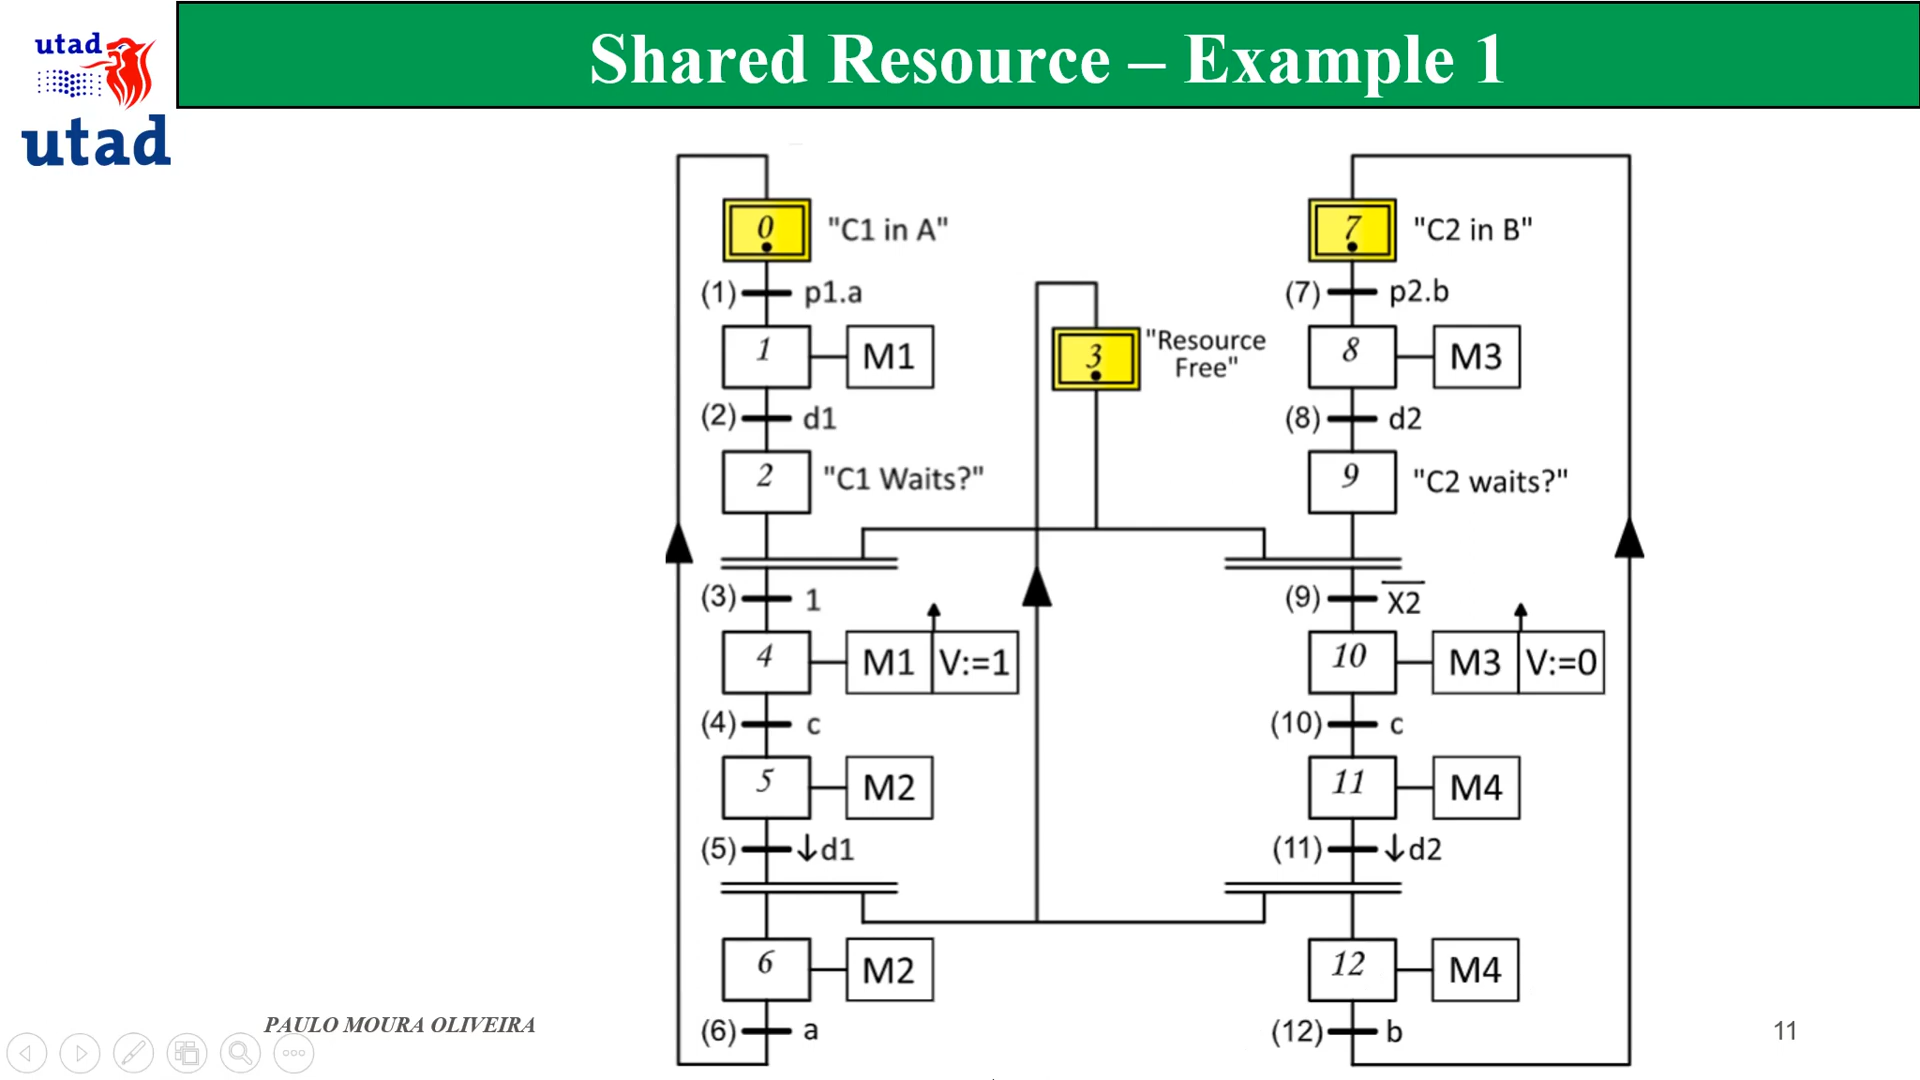 utad
utad
Shared Resource – Example 1
0
"C1 in A"
7
"C2 in B"
(1)
p1.a
(7)
p2.b
1
M1
3
"Resource
Free"
8
M3
(2)
d1
(8)
d2
2
"C1 Waits?"
9
"C2 waits?"
(3)
1
(9)
X̅2̅
4
M1
V:=1
10
M3
V:=0
(4)
c
(10)
c
5
M2
11
M4
(5)
↓d1
(11)
↓d2
6
M2
12
M4
(6)
a
(12)
b
PAULO MOURA OLIVEIRA
11